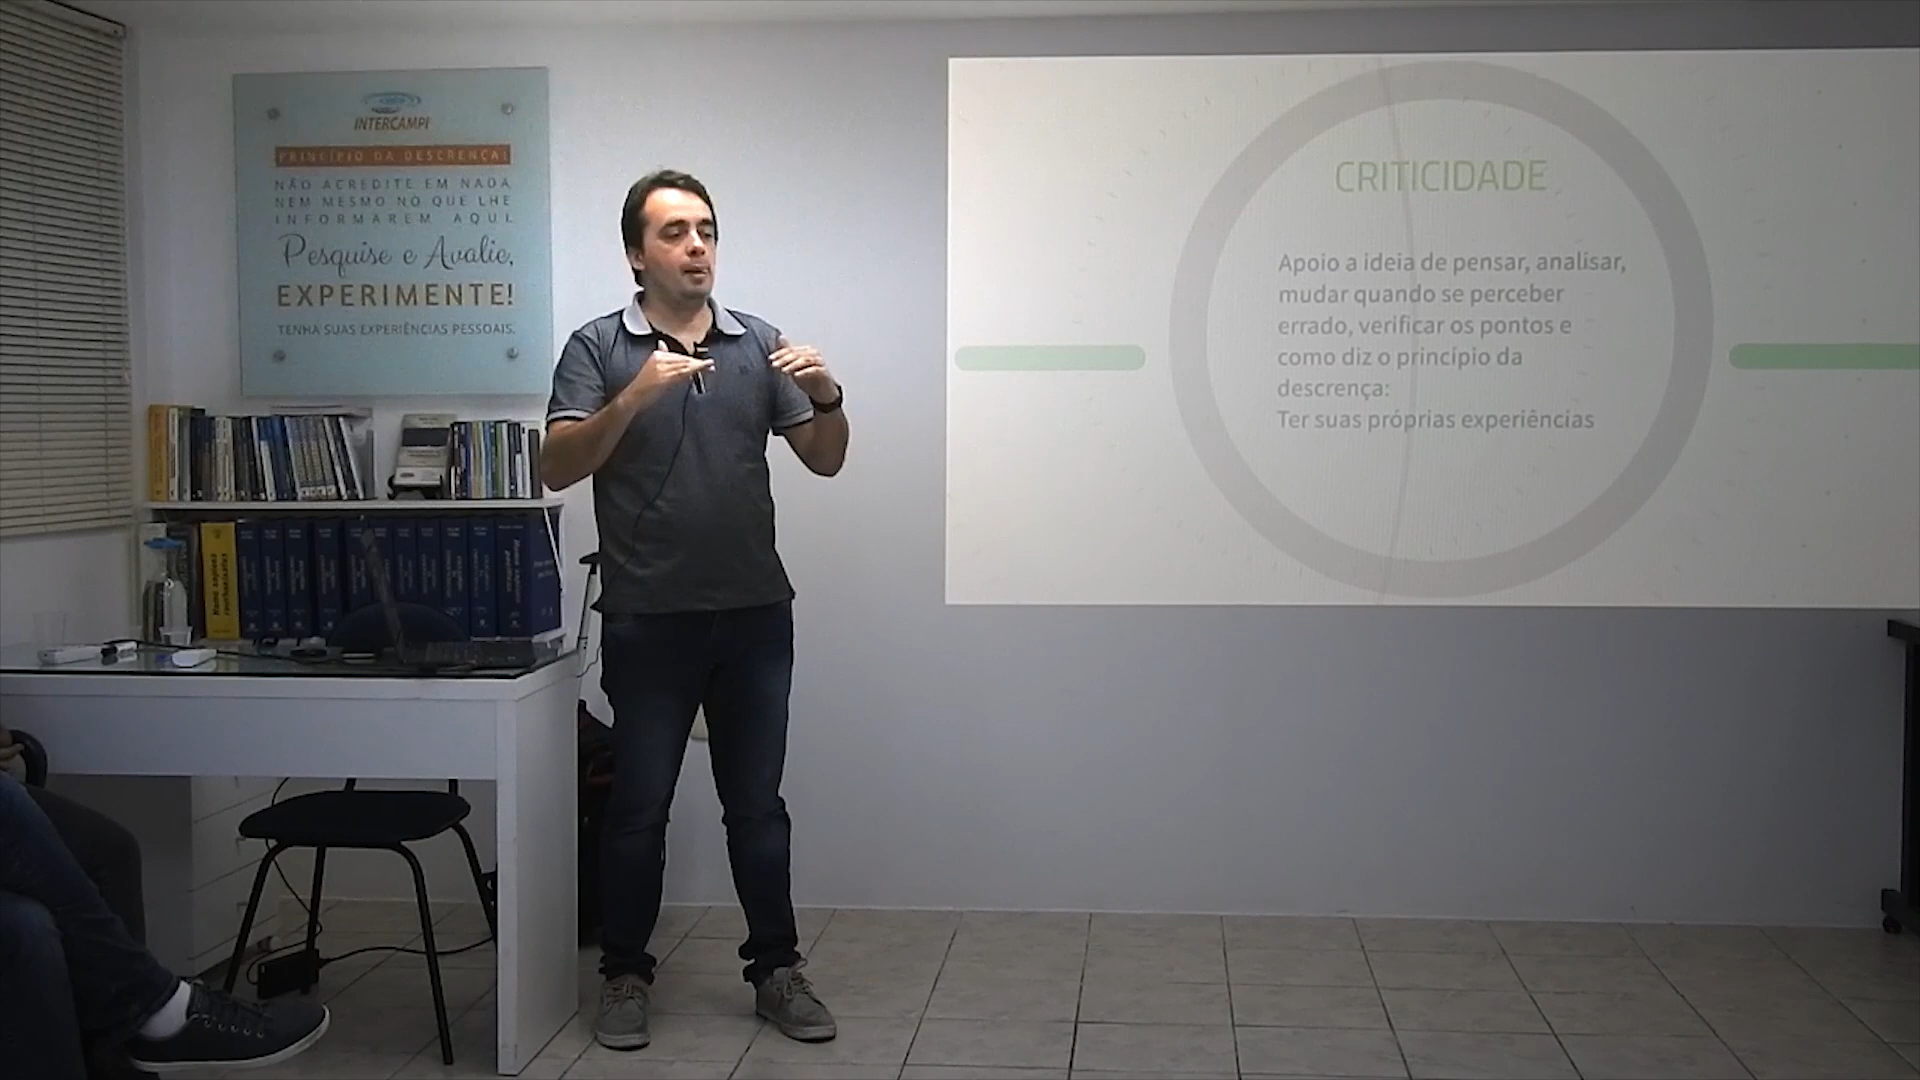 INTERCAMPI
PRINCÍPIO DA DESCRENÇA:
NÃO ACREDITE EM NADA
NEM MESMO NO QUE LHE
INFORMAREM AQUI.
Pesquise e Avalie,
EXPERIMENTE!
TENHA SUAS EXPERIÊNCIAS PESSOAIS.
CRITICIDADE
Apoio a ideia de pensar, analisar,
mudar quando se perceber
errado, verificar os pontos e
como diz o princípio da
descrença:
Ter suas próprias experiências
Homo sapiens